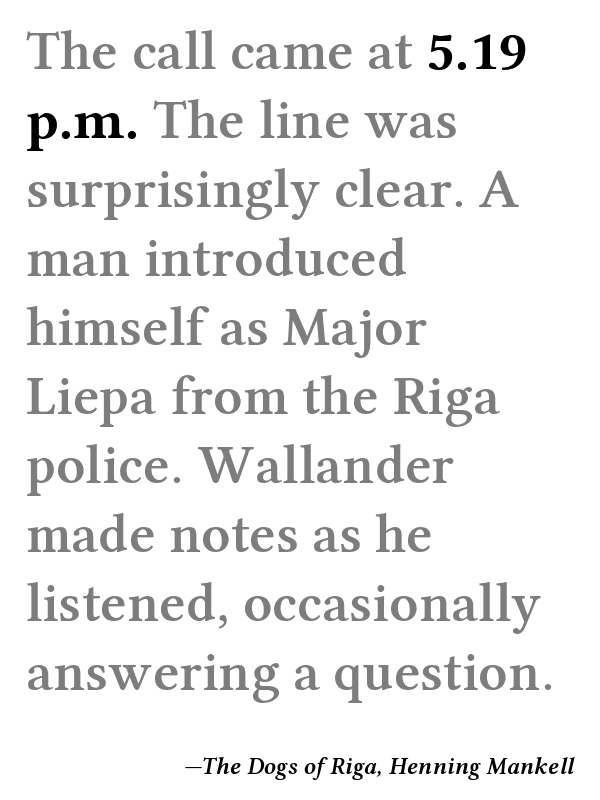 The call came at 5.19
p.m. The line was
surprisingly clear. A
man introduced
himself as Major
Liepa from the Riga
police. Wallander
made notes as he
listened, occasionally
answering a question.
—The Dogs of Riga, Henning Mankell